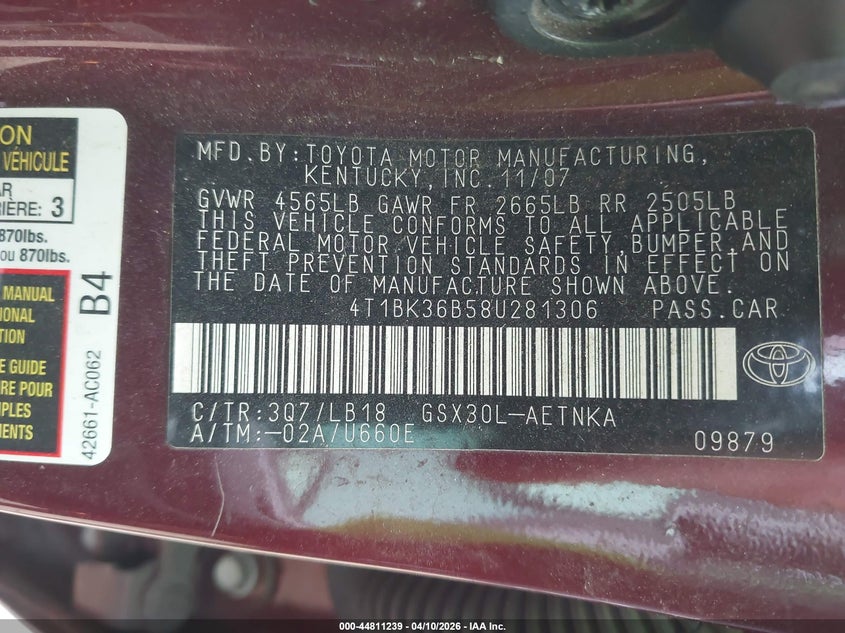 ON
VÉHICULE
AR
RIÈRE: 3
870lbs.
ou 870lbs.
MANUAL
ONAL
TION
E GUIDE
RE POUR
PLES
MENTS
B4
42661-AC062
MFD.BY:TOYOTA MOTOR MANUFACTURING,
KENTUCKY,INC.11/07
GVWR 4565LB GAWR FR 2665LB RR 2505LB
THIS VEHICLE CONFORMS TO ALL APPLICABLE
FEDERAL MOTOR VEHICLE SAFETY,BUMPER,AND
THEFT PREVENTION STANDARDS IN EFFECT ON
THE DATE OF MANUFACTURE SHOWN ABOVE.
4T1BK36B58U281306 PASS.CAR
C/TR:3Q7/LB18 GSX30L-AETNKA
A/TM:-02A/U660E 09879
TOYOTA
000-44811239 - 04/10/2026 - IAA Inc.